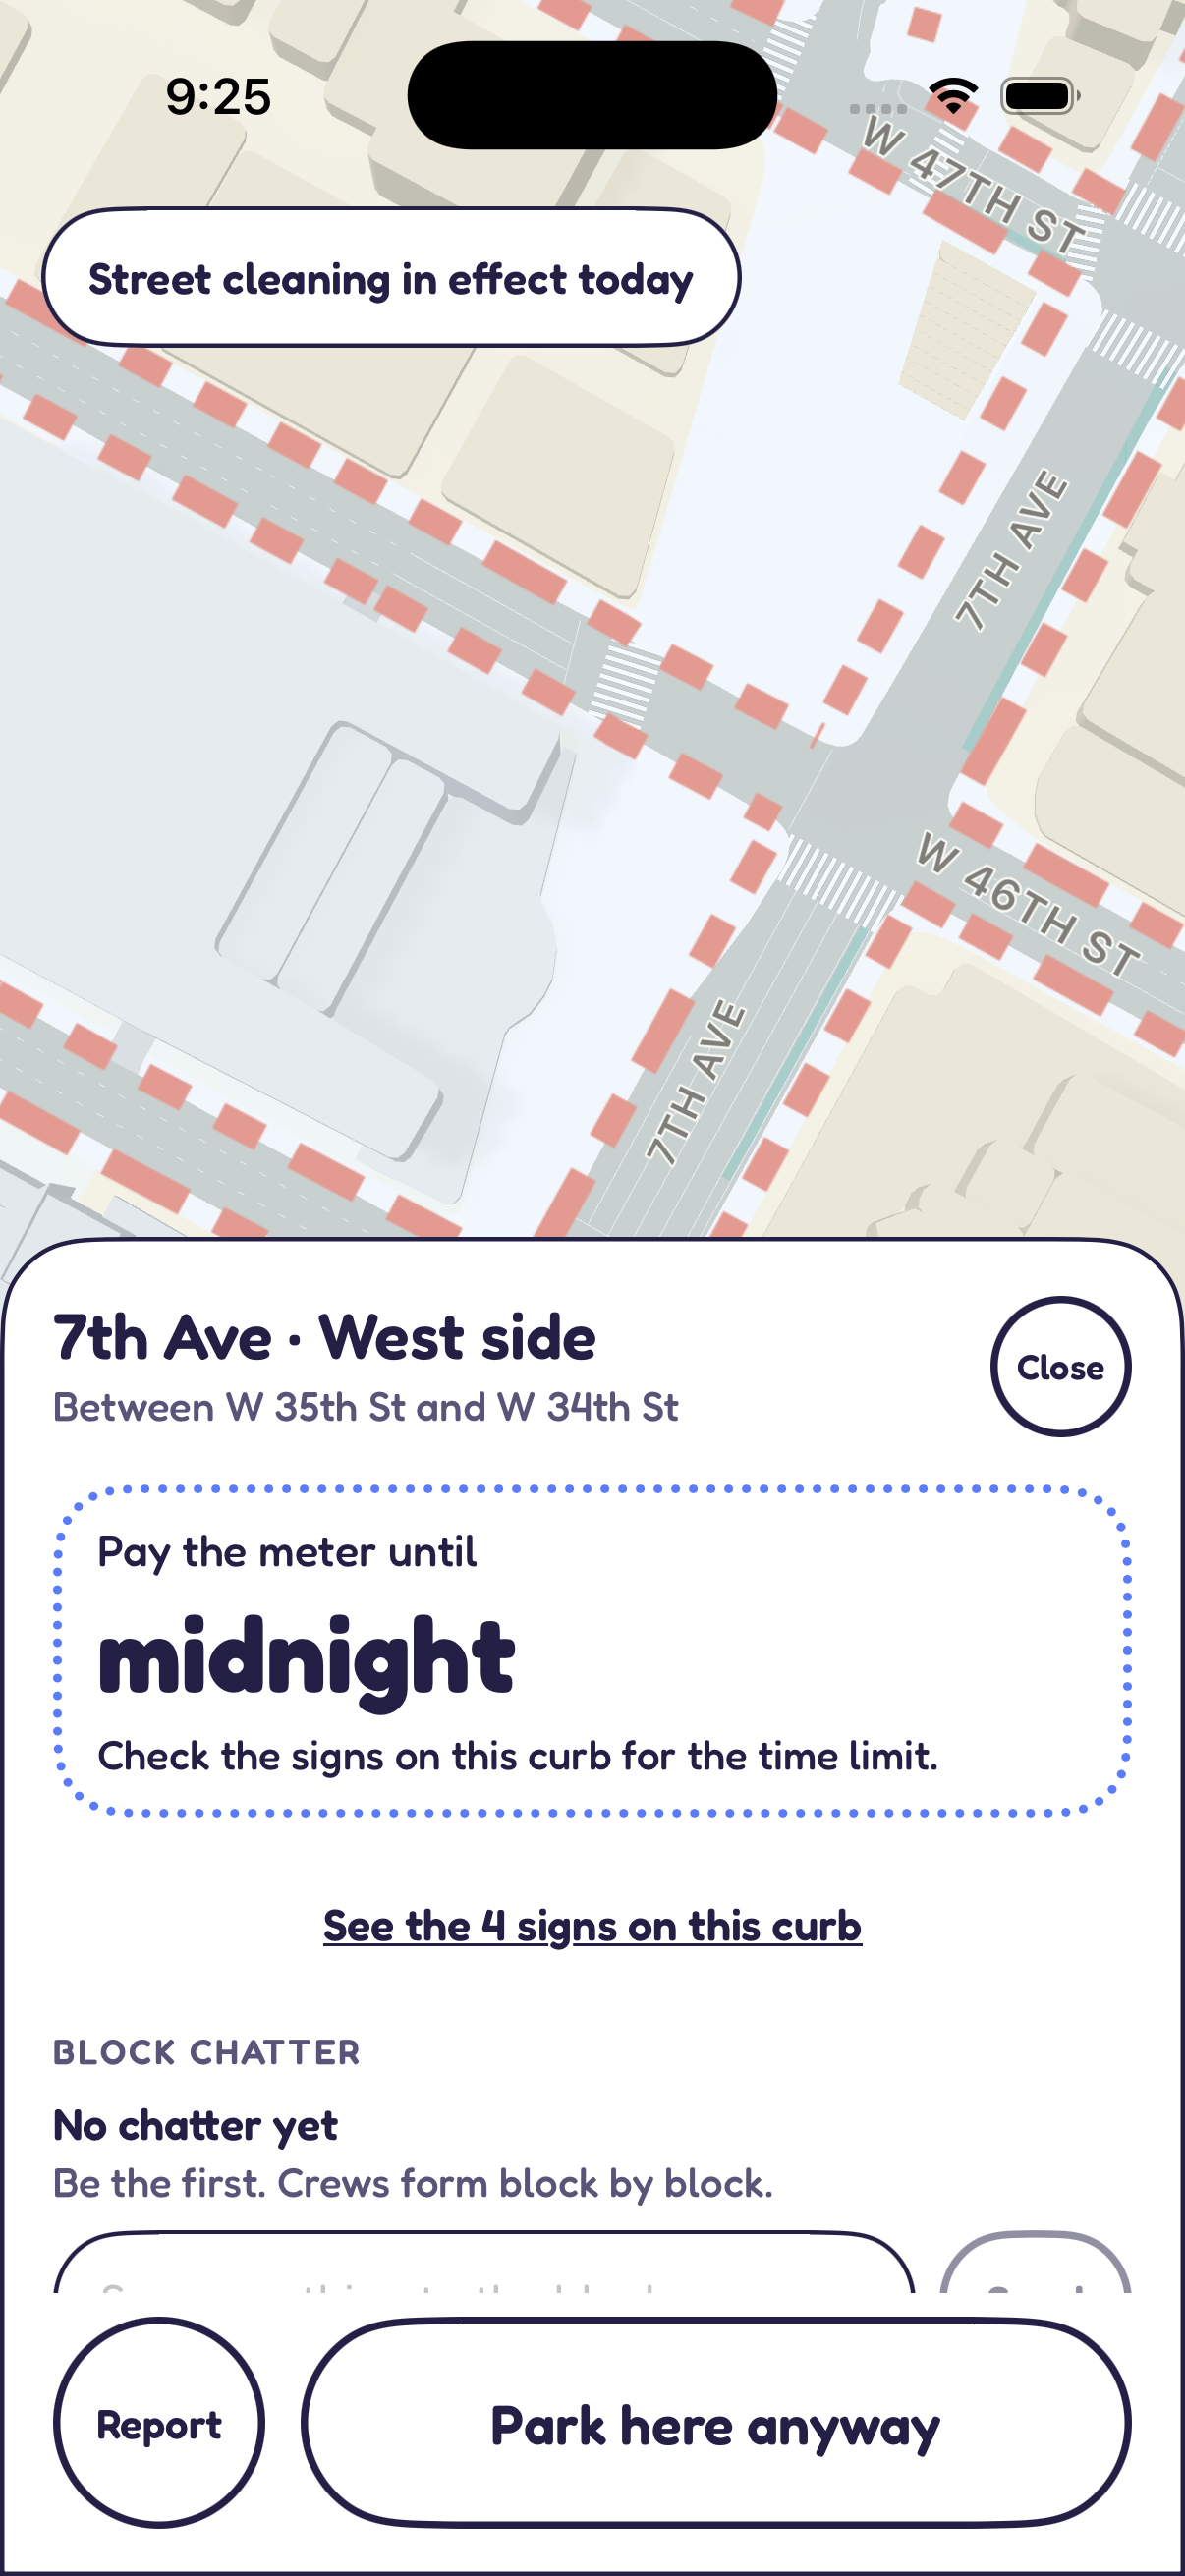 9:25
W 47TH ST
Street cleaning in effect today
7TH AVE
W 46TH ST
7TH AVE
7th Ave · West side
Close
Between W 35th St and W 34th St
Pay the meter until
midnight
Check the signs on this curb for the time limit.
See the 4 signs on this curb
BLOCK CHATTER
No chatter yet
Be the first. Crews form block by block.
Report
Park here anyway